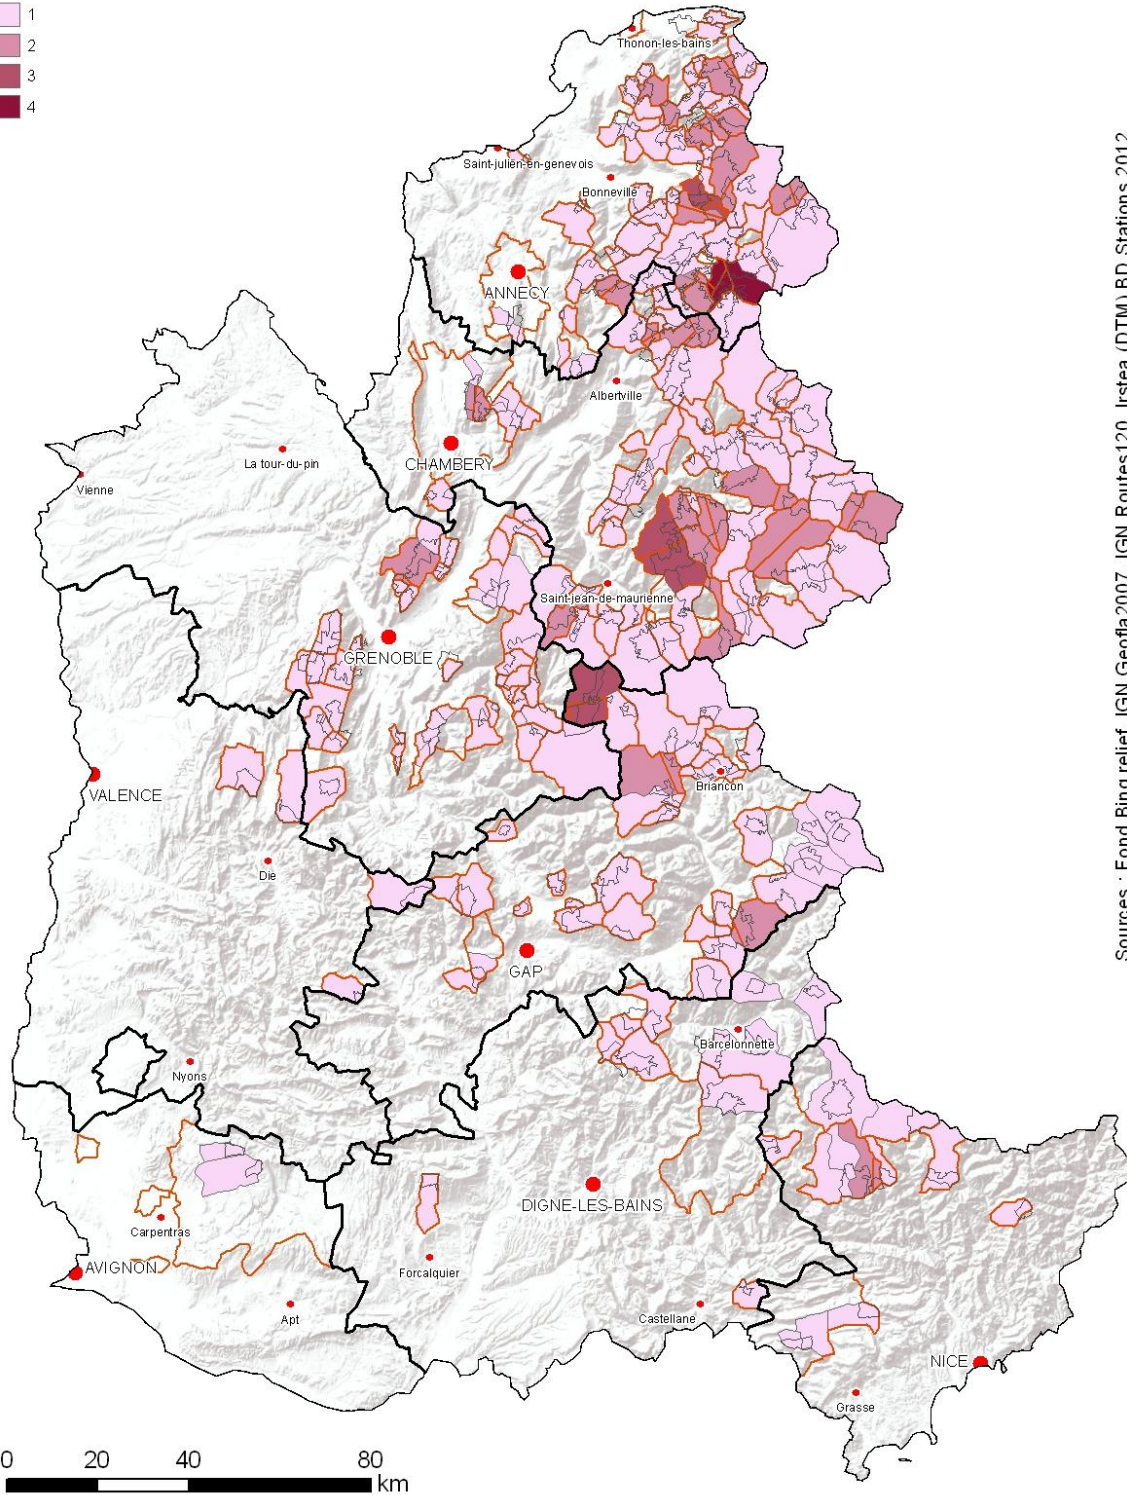 1
2
3
4
Thonon-les-bains
Saint-julien-en-genevois
Bonneville
ANNECY
Albertville
CHAMBERY
La tour-du-pin
Vienne
Saint-jean-de-maurienne
GRENOBLE
VALENCE
Briancon
Die
GAP
Barcelonnette
Nyons
DIGNE-LES-BAINS
Carpentras
AVIGNON
Forcalquier
Apt
Castellane
NICE
Grasse
0 20 40 80
km
Sources : Fond Bing relief, IGN Geofla2007, IGN Routes120, Irstea (DTM) BD Stations 2012